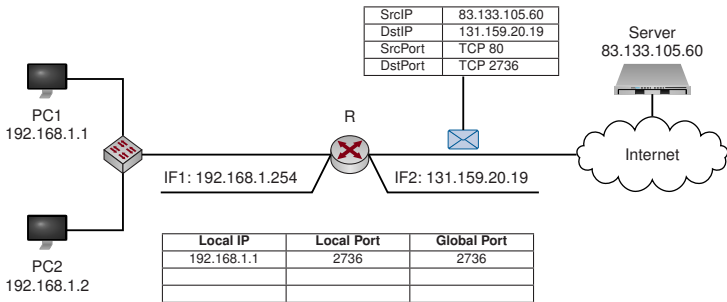 SrcIP 83.133.105.60
DstIP 131.159.20.19
SrcPort TCP 80
DstPort TCP 2736
Server
83.133.105.60
PC1
192.168.1.1
R
Internet
IF1: 192.168.1.254
IF2: 131.159.20.19
PC2
192.168.1.2
Local IP Local Port Global Port
192.168.1.1 2736 2736